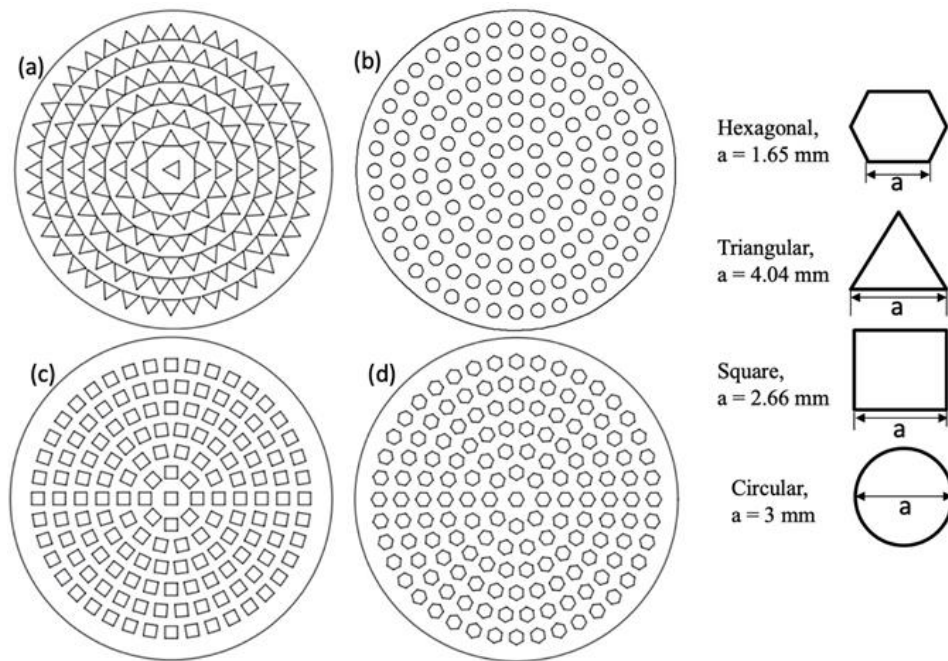 (a)
(b)
(c)
(d)
Hexagonal,
a = 1.65 mm
a
Triangular,
a = 4.04 mm
a
Square,
a = 2.66 mm
a
Circular,
a = 3 mm
a